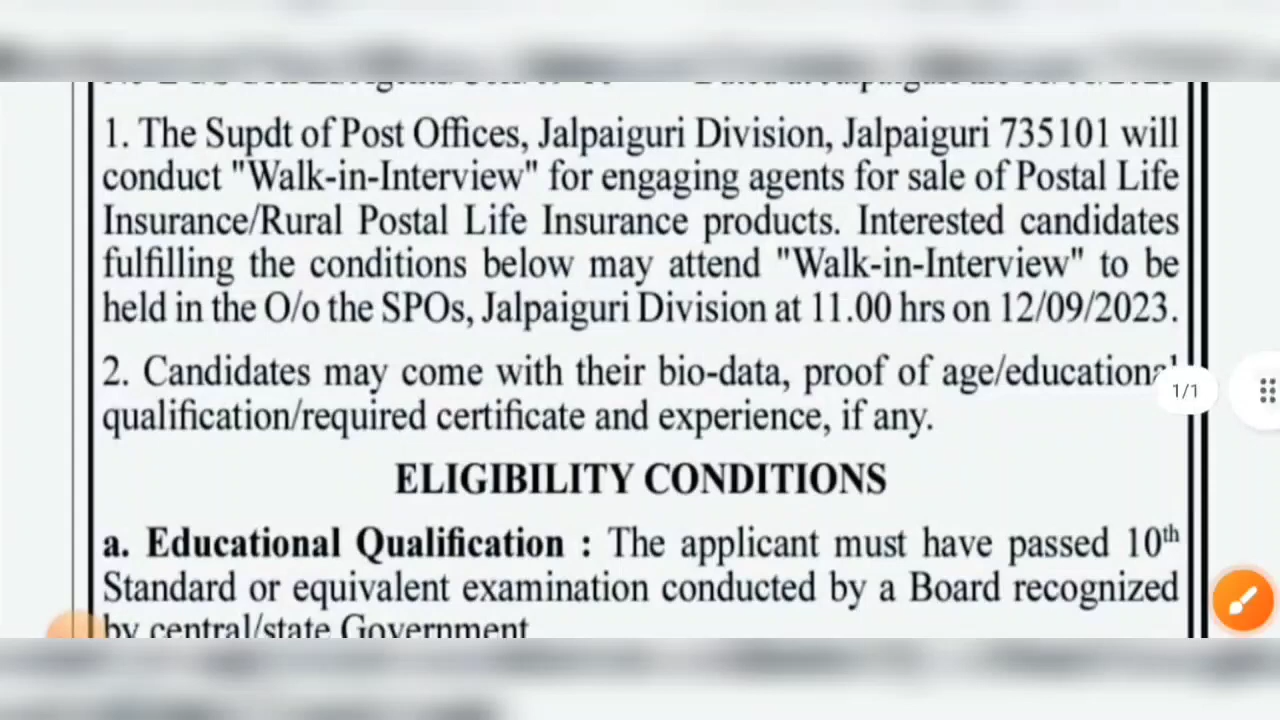 1. The Supdt of Post Offices, Jalpaiguri Division, Jalpaiguri 735101 will
conduct "Walk-in-Interview" for engaging agents for sale of Postal Life
Insurance/Rural Postal Life Insurance products. Interested candidates
fulfilling the conditions below may attend "Walk-in-Interview" to be
held in the O/o the SPOs, Jalpaiguri Division at 11.00 hrs on 12/09/2023.
2. Candidates may come with their bio-data, proof of age/educational
1/1
qualification/required certificate and experience, if any.
ELIGIBILITY CONDITIONS
a. Educational Qualification : The applicant must have passed 10th
Standard or equivalent examination conducted by a Board recognized
by central/state Government